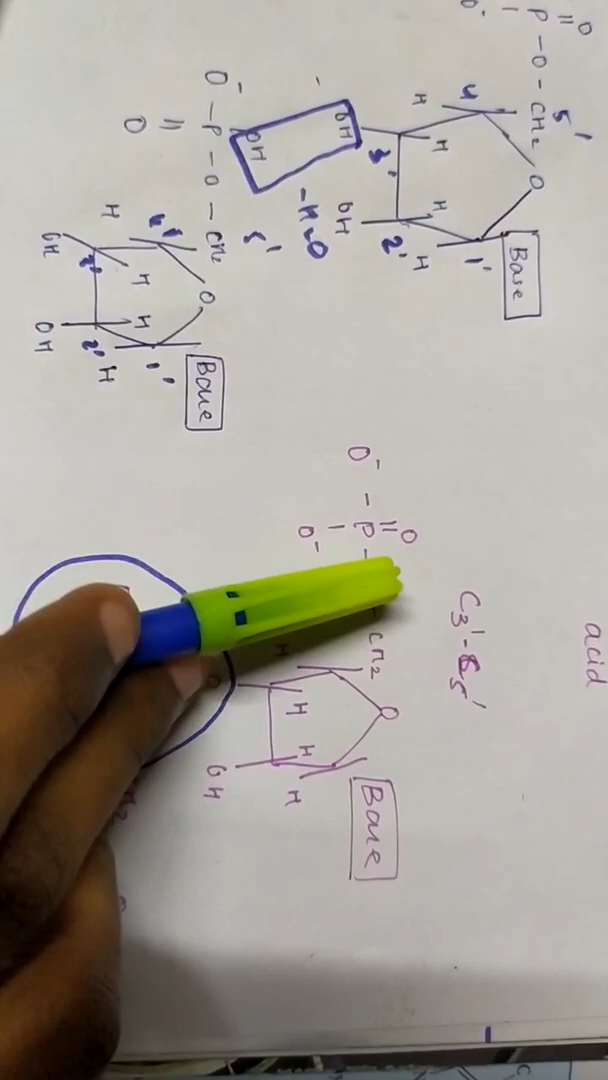 acid
O
‖
O⁻ – P – O – CH₂ 5'
O
Base
4'
H
H
H
1'
3'
2'
H
OH
OH
-H₂O
O⁻
|
O = P – O – CH₂ 5'
OH
O
Base
4'
H
H
H
1'
2'
H
OH
OH
C3'-C5'
O
‖
O⁻ – P –
|
O⁻
CH₂
O
Base
H
H
H
H
O
OH